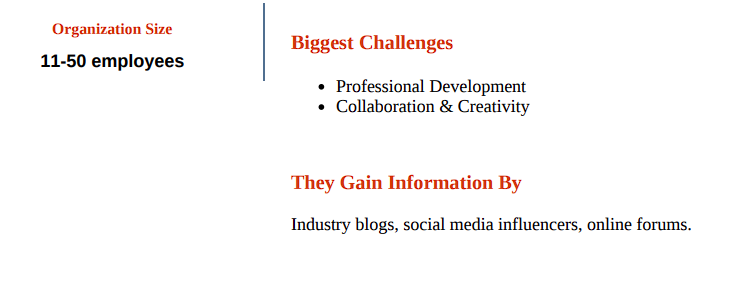 Organization Size
11-50 employees
Biggest Challenges
• Professional Development
• Collaboration & Creativity
They Gain Information By
Industry blogs, social media influencers, online forums.